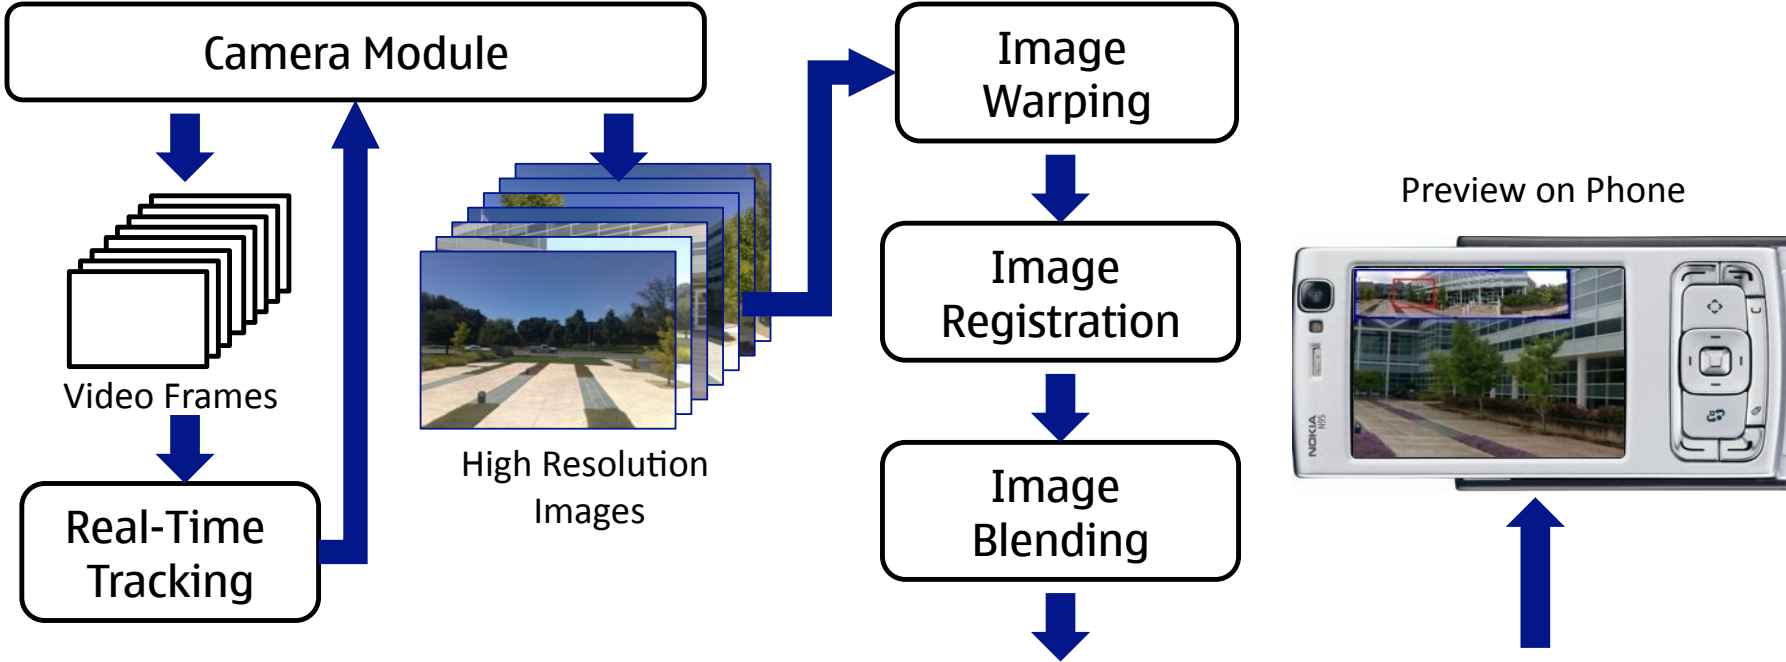 Camera Module
Video Frames
Real-Time
Tracking
High Resolution
Images
Image
Warping
Image
Registration
Image
Blending
Preview on Phone
NOKIA
N95